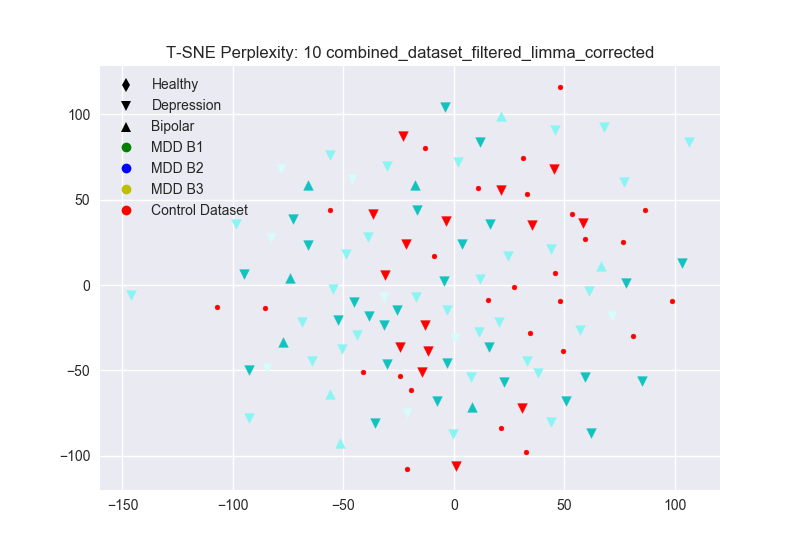 T-SNE Perplexity: 10 combined_dataset_filtered_limma_corrected
Healthy
Depression
Bipolar
MDD B1
MDD B2
MDD B3
Control Dataset
100
50
0
−50
−100
−150
−100
−50
0
50
100